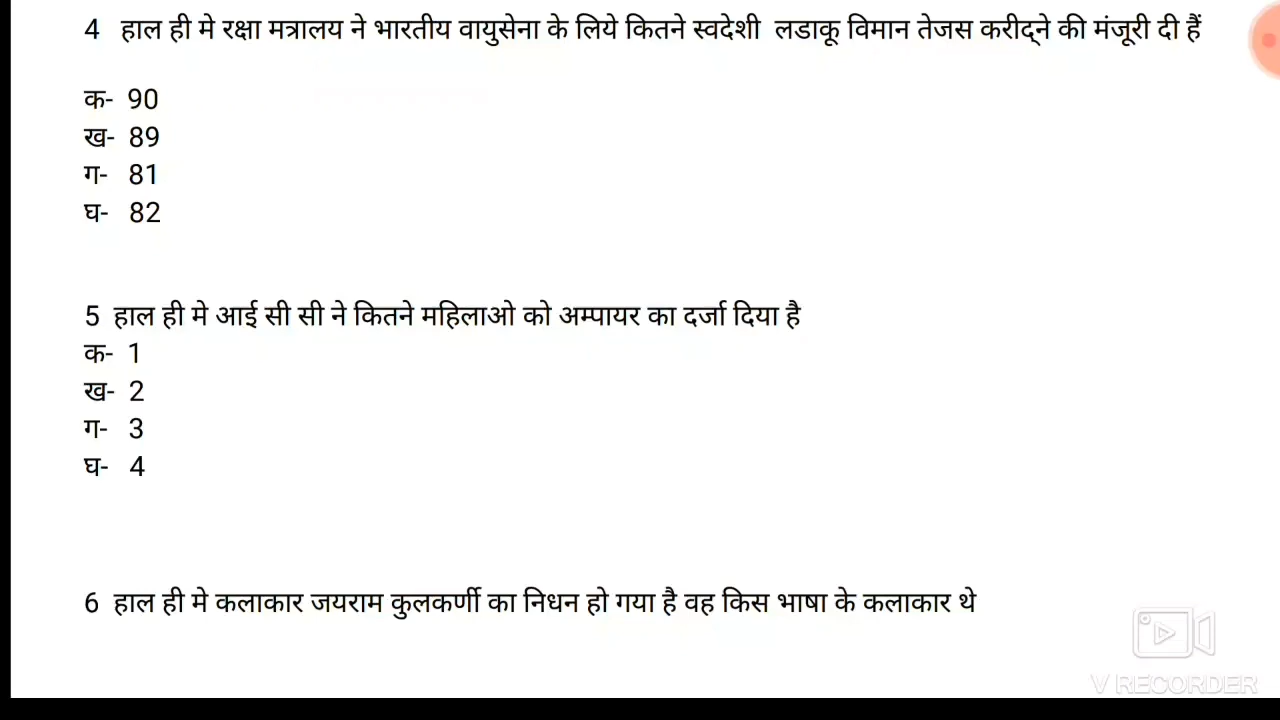 4 हाल ही मे रक्षा मत्रालय ने भारतीय वायुसेना के लिये कितने स्वदेशी लडाकू विमान तेजस करीद्ने की मंजूरी दी हैं
क- 90
ख- 89
ग- 81
घ- 82
5 हाल ही मे आई सी सी ने कितने महिलाओ को अम्पायर का दर्जा दिया है
क- 1
ख- 2
ग- 3
घ- 4
6 हाल ही मे कलाकार जयराम कुलकर्णी का निधन हो गया है वह किस भाषा के कलाकार थे
V RECORDER